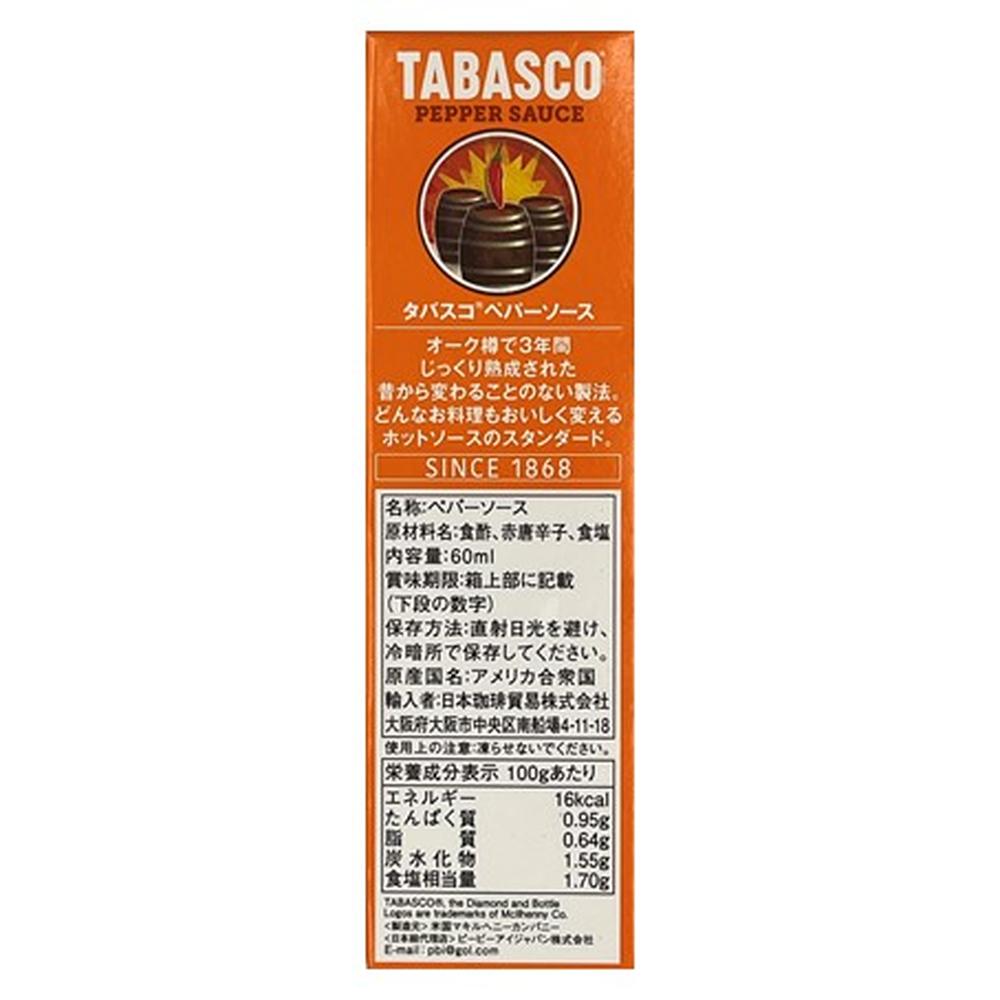 TABASCO®
PEPPER SAUCE
タバスコ®ペパーソース
オーク樽で3年間
じっくり熟成された
昔から変わることのない製法。
どんなお料理もおいしく変える
ホットソースのスタンダード。
SINCE 1868
名称:ペパーソース
原材料名:食酢、赤唐辛子、食塩
内容量:60ml
賞味期限:箱上部に記載
(下段の数字)
保存方法:直射日光を避け、
冷暗所で保存してください。
原産国名:アメリカ合衆国
輸入者:日本珈琲貿易株式会社
大阪府大阪市中央区南船場4-11-18
使用上の注意:凍らせないでください。
栄養成分表示 100gあたり
エネルギー 16kcal
たんぱく質 0.95g
脂質 0.64g
炭水化物 1.55g
食塩相当量 1.70g
TABASCO®, the Diamond and Bottle
Logos are trademarks of McIlhenny Co.
<製造元> 米国マキルヘニーカンパニー
<日本総代理店> ピービーアイジャパン株式会社
E-mail : pbi@gol.com